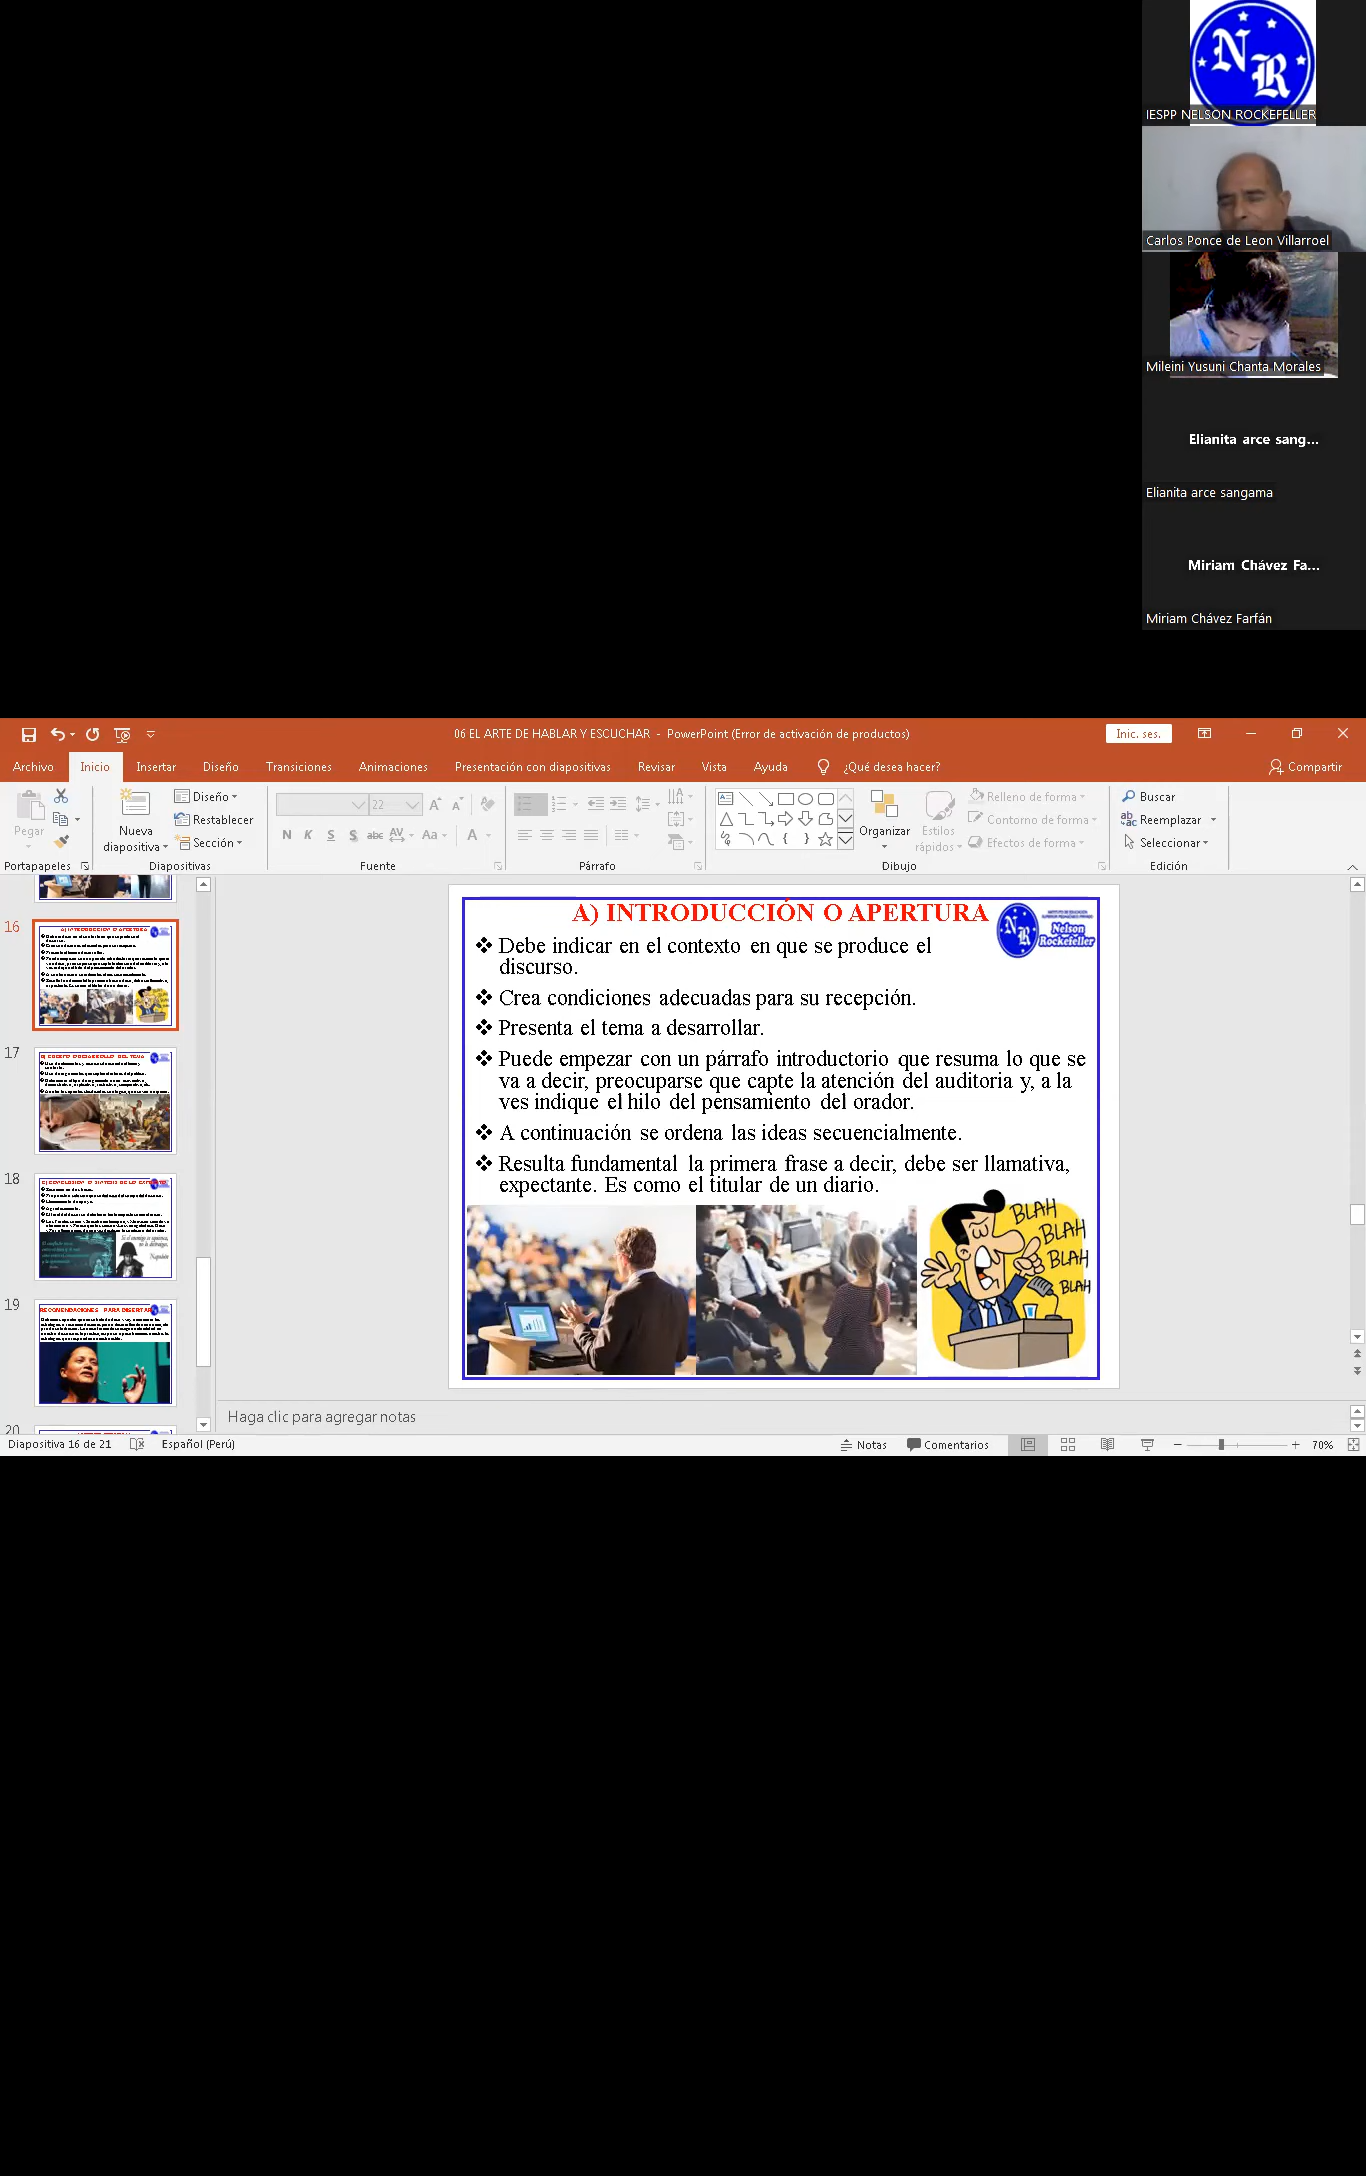 N R
IESPP NELSON ROCKEFELLER
Carlos Ponce de Leon Villarroel
Mileini Yusuni Chanta Morales
Elianita arce sang...
Elianita arce sangama
Miriam Chávez Fa...
Miriam Chávez Farfán
06 EL ARTE DE HABLAR Y ESCUCHAR - PowerPoint (Error de activación de productos)
Inic. ses.
Archivo Inicio Insertar Diseño Transiciones Animaciones Presentación con diapositivas Revisar Vista Ayuda ¿Qué desea hacer? Compartir
Pegar
Nueva diapositiva
Diseño
Restablecer
Sección
22
N K S S abc AV Aa A
Organizar
Estilos rápidos
Relleno de forma
Contorno de forma
Efectos de forma
Buscar
Reemplazar
Seleccionar
Portapapeles Diapositivas Fuente Párrafo Dibujo Edición
16
A) INTRODUCCIÓN O APERTURA
17
18
19
RECOMENDACIONES PARA DISERTAR
20
A) INTRODUCCIÓN O APERTURA
Nelson
Rockefeller
Debe indicar en el contexto en que se produce el
discurso.
Crea condiciones adecuadas para su recepción.
Presenta el tema a desarrollar.
Puede empezar con un párrafo introductorio que resuma lo que se
va a decir, preocuparse que capte la atención del auditoria y, a la
ves indique el hilo del pensamiento del orador.
A continuación se ordena las ideas secuencialmente.
Resulta fundamental la primera frase a decir, debe ser llamativa,
expectante. Es como el titular de un diario.
BLAH
BLAH
BLAH
BLAH
Haga clic para agregar notas
Diapositiva 16 de 21 Español (Perú) Notas Comentarios 70%